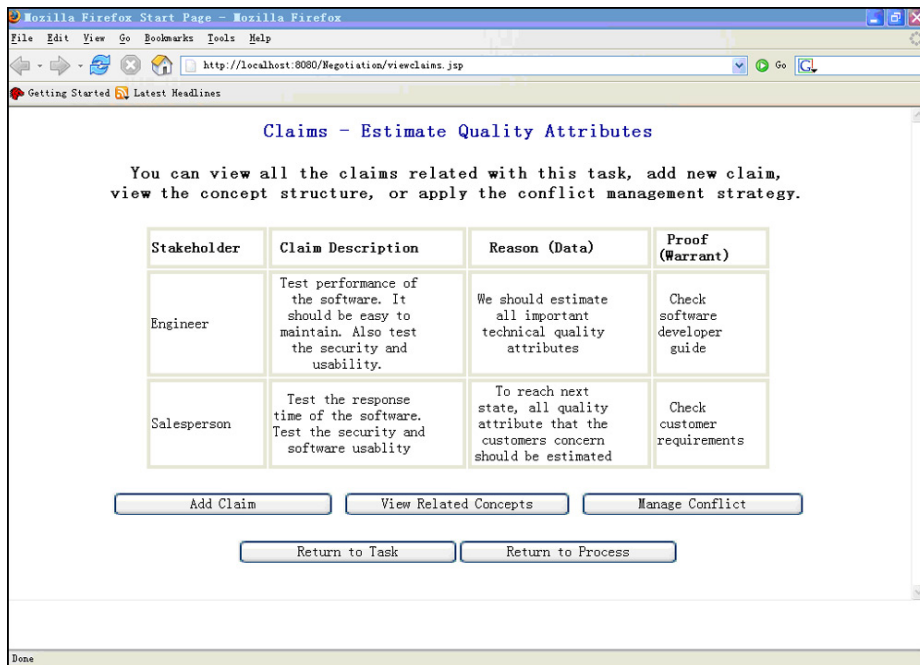 Mozilla Firefox Start Page - Mozilla Firefox
File Edit View Go Bookmarks Tools Help
http://localhost:8080/Negotiation/viewclaims.jsp Go G
Getting Started Latest Headlines
Claims - Estimate Quality Attributes
You can view all the claims related with this task, add new claim,
view the concept structure, or apply the conflict management strategy.
Stakeholder
Claim Description
Reason (Data)
Proof
(Warrant)
Engineer
Test performance of
the software. It
should be easy to
maintain. Also test
the security and
usability.
We should estimate
all important
technical quality
attributes
Check
software
developer
guide
Salesperson
Test the response
time of the software.
Test the security and
software usablity
To reach next
state, all quality
attribute that the
customers concern
should be estimated
Check
customer
requirements
Add Claim View Related Concepts Manage Conflict
Return to Task Return to Process
Done